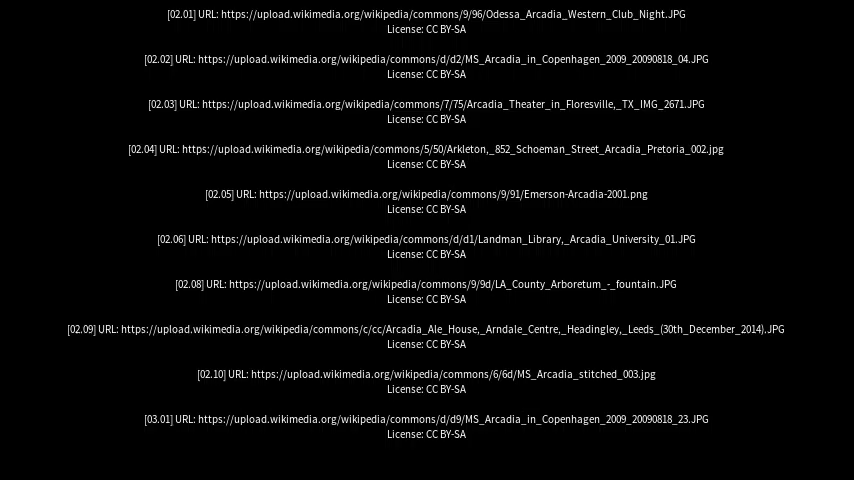 [02.01] URL: https://upload.wikimedia.org/wikipedia/commons/9/96/Odessa_Arcadia_Western_Club_Night.JPG
License: CC BY-SA
[02.02] URL: https://upload.wikimedia.org/wikipedia/commons/d/d2/MS_Arcadia_in_Copenhagen_2009_20090818_04.JPG
License: CC BY-SA
[02.03] URL: https://upload.wikimedia.org/wikipedia/commons/7/75/Arcadia_Theater_in_Floresville,_TX_IMG_2671.JPG
License: CC BY-SA
[02.04] URL: https://upload.wikimedia.org/wikipedia/commons/5/50/Arkleton,_852_Schoeman_Street_Arcadia_Pretoria_002.jpg
License: CC BY-SA
[02.05] URL: https://upload.wikimedia.org/wikipedia/commons/9/91/Emerson-Arcadia-2001.png
License: CC BY-SA
[02.06] URL: https://upload.wikimedia.org/wikipedia/commons/d/d1/Landman_Library,_Arcadia_University_01.JPG
License: CC BY-SA
[02.08] URL: https://upload.wikimedia.org/wikipedia/commons/9/9d/LA_County_Arboretum_-_fountain.JPG
License: CC BY-SA
[02.09] URL: https://upload.wikimedia.org/wikipedia/commons/c/cc/Arcadia_Ale_House,_Arndale_Centre,_Headingley,_Leeds_(30th_December_2014).JPG
License: CC BY-SA
[02.10] URL: https://upload.wikimedia.org/wikipedia/commons/6/6d/MS_Arcadia_stitched_003.jpg
License: CC BY-SA
[03.01] URL: https://upload.wikimedia.org/wikipedia/commons/d/d9/MS_Arcadia_in_Copenhagen_2009_20090818_23.JPG
License: CC BY-SA